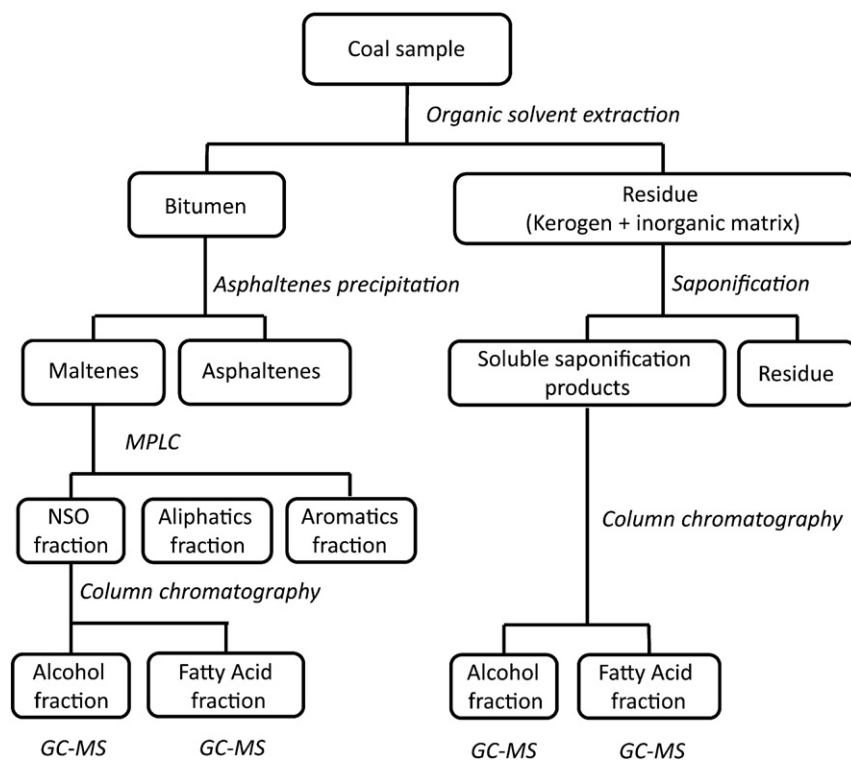 Coal sample
Organic solvent extraction
Bitumen
Residue
(Kerogen + inorganic matrix)
Asphaltenes precipitation
Saponification
Maltenes
Asphaltenes
Soluble saponification
products
Residue
MPLC
NSO
fraction
Aliphatics
fraction
Aromatics
fraction
Column chromatography
Column chromatography
Alcohol
fraction
Fatty Acid
fraction
Alcohol
fraction
Fatty Acid
fraction
GC-MS
GC-MS
GC-MS
GC-MS